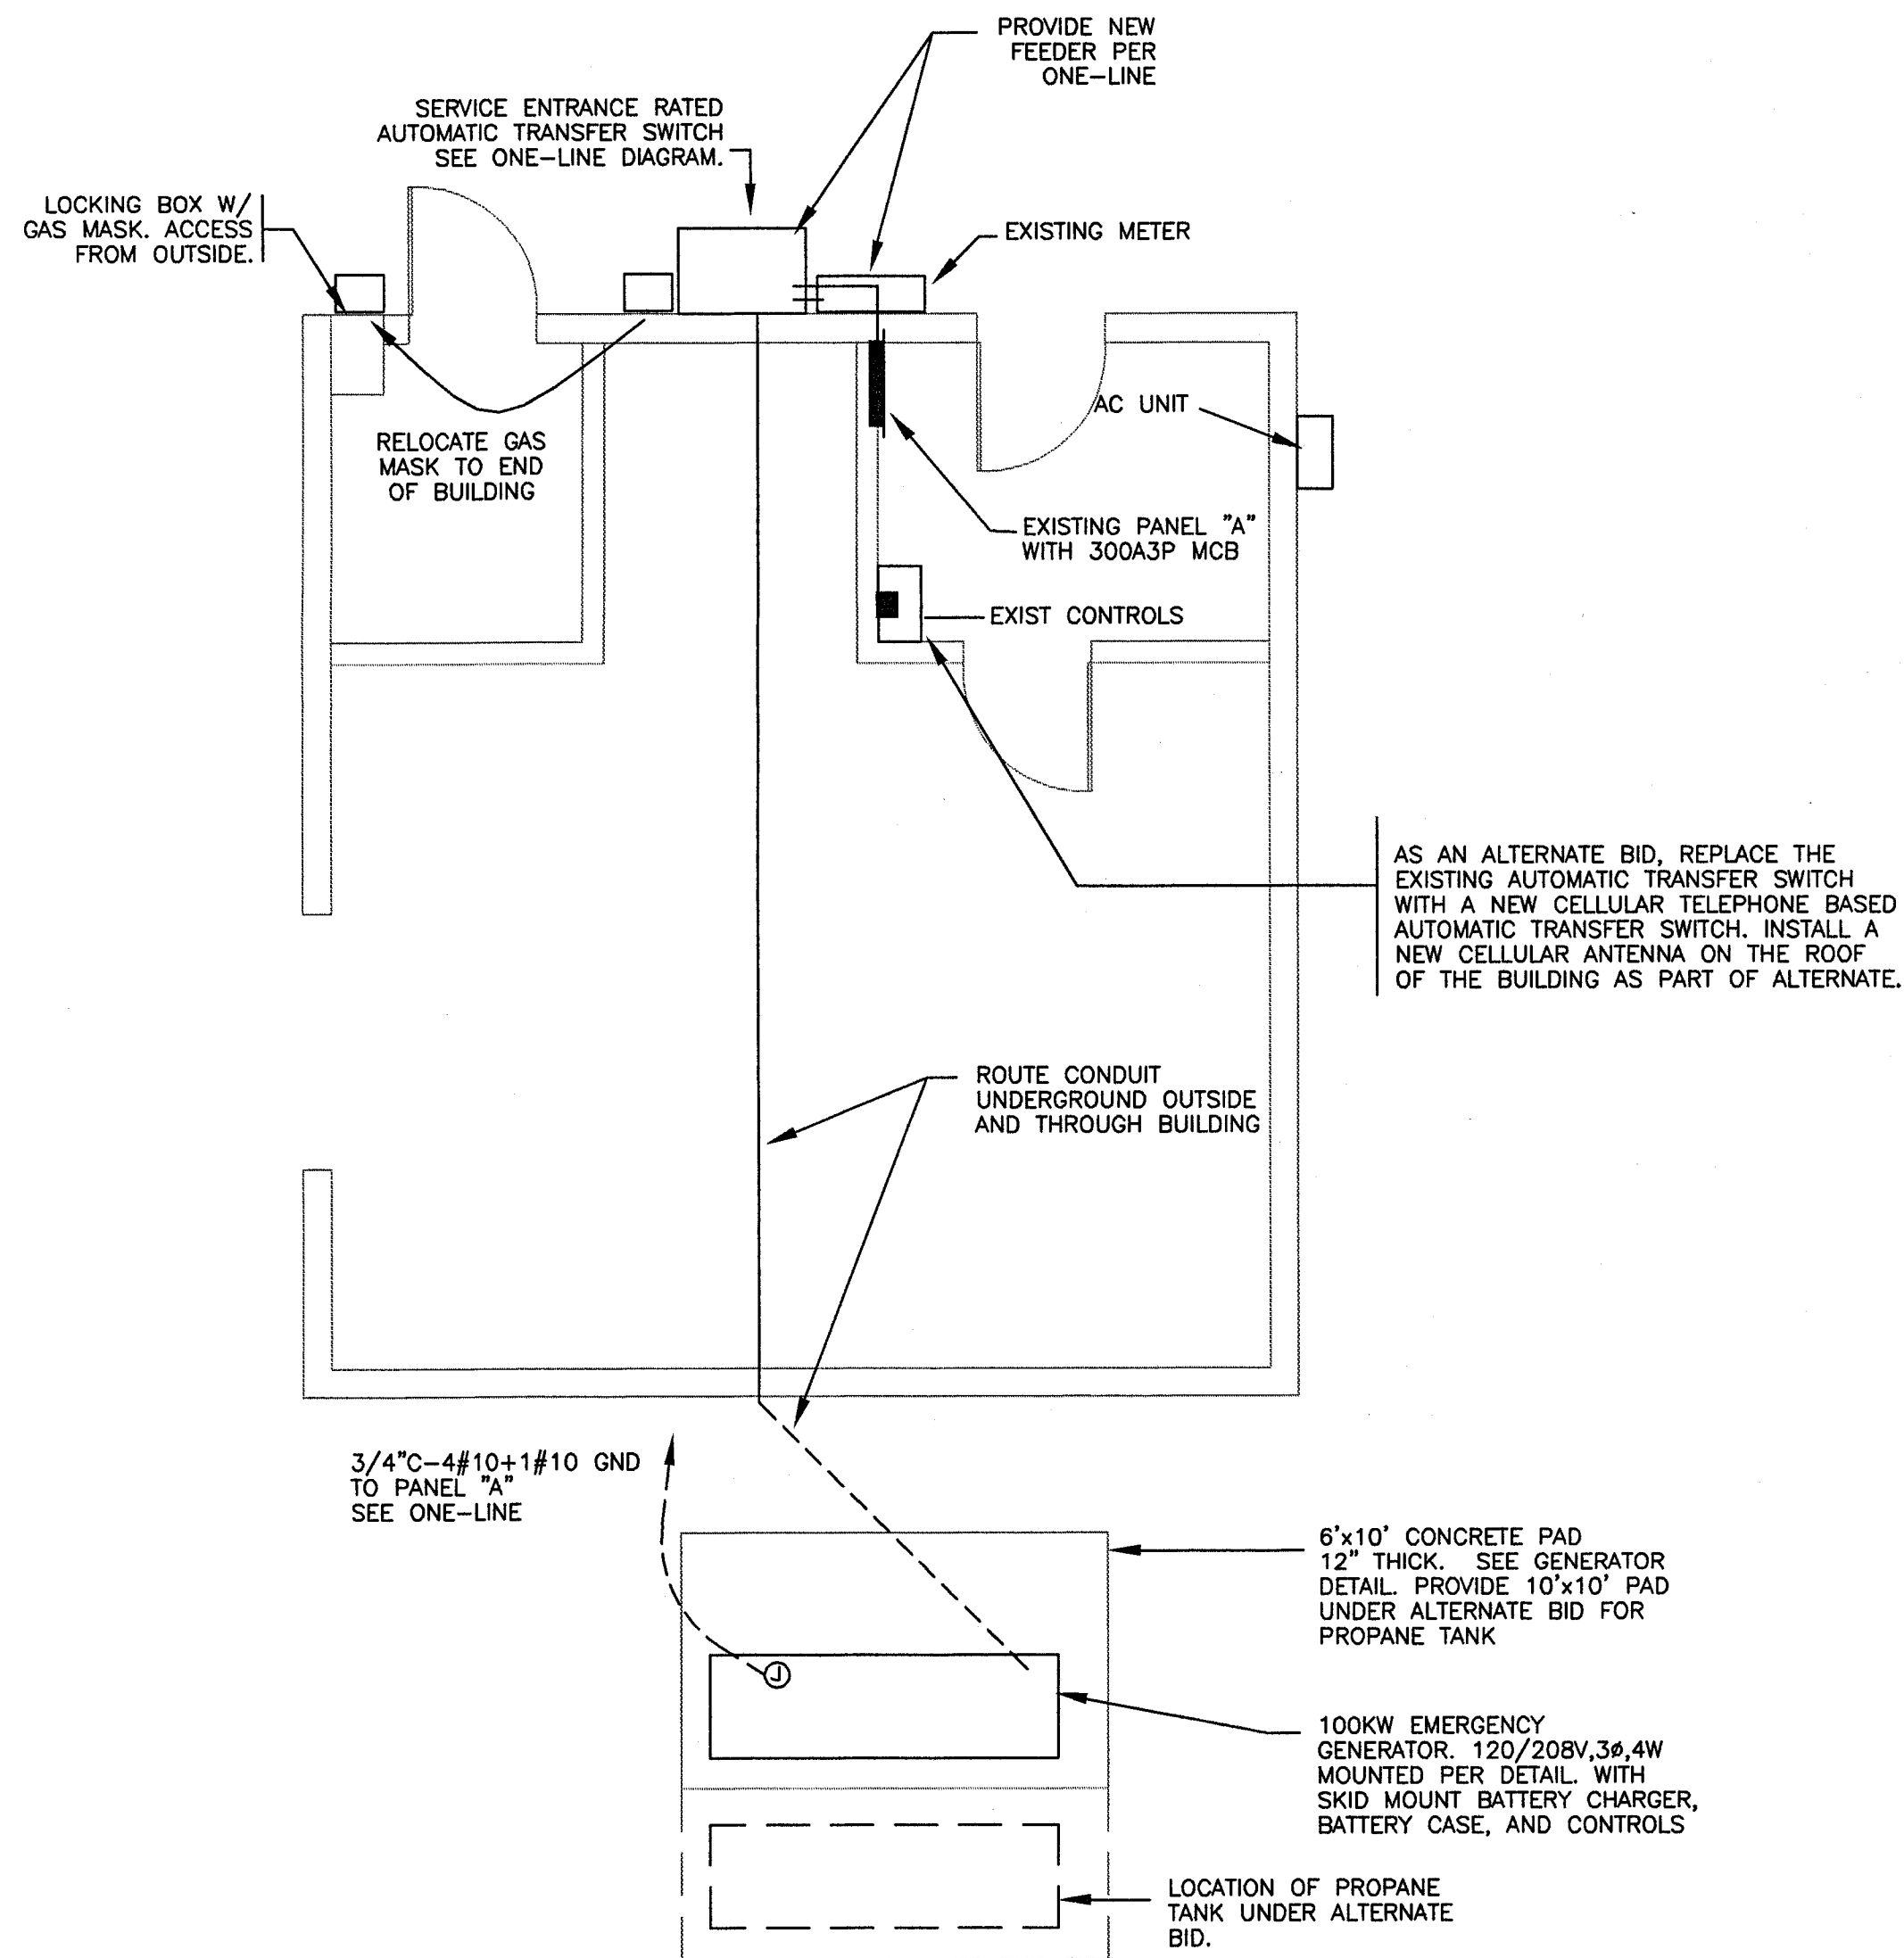 PROVIDE NEW
FEEDER PER
ONE-LINE
SERVICE ENTRANCE RATED
AUTOMATIC TRANSFER SWITCH
SEE ONE-LINE DIAGRAM.
LOCKING BOX W/
GAS MASK. ACCESS
FROM OUTSIDE.
EXISTING METER
AC UNIT
RELOCATE GAS
MASK TO END
OF BUILDING
EXISTING PANEL "A"
WITH 300A3P MCB
EXIST CONTROLS
AS AN ALTERNATE BID, REPLACE THE
EXISTING AUTOMATIC TRANSFER SWITCH
WITH A NEW CELLULAR TELEPHONE BASED
AUTOMATIC TRANSFER SWITCH. INSTALL A
NEW CELLULAR ANTENNA ON THE ROOF
OF THE BUILDING AS PART OF ALTERNATE.
ROUTE CONDUIT
UNDERGROUND OUTSIDE
AND THROUGH BUILDING
3/4"C-4#10+1#10 GND
TO PANEL "A"
SEE ONE-LINE
6'x10' CONCRETE PAD
12" THICK. SEE GENERATOR
DETAIL. PROVIDE 10'x10' PAD
UNDER ALTERNATE BID FOR
PROPANE TANK
J
100KW EMERGENCY
GENERATOR. 120/208V,3ø,4W
MOUNTED PER DETAIL. WITH
SKID MOUNT BATTERY CHARGER,
BATTERY CASE, AND CONTROLS
LOCATION OF PROPANE
TANK UNDER ALTERNATE
BID.